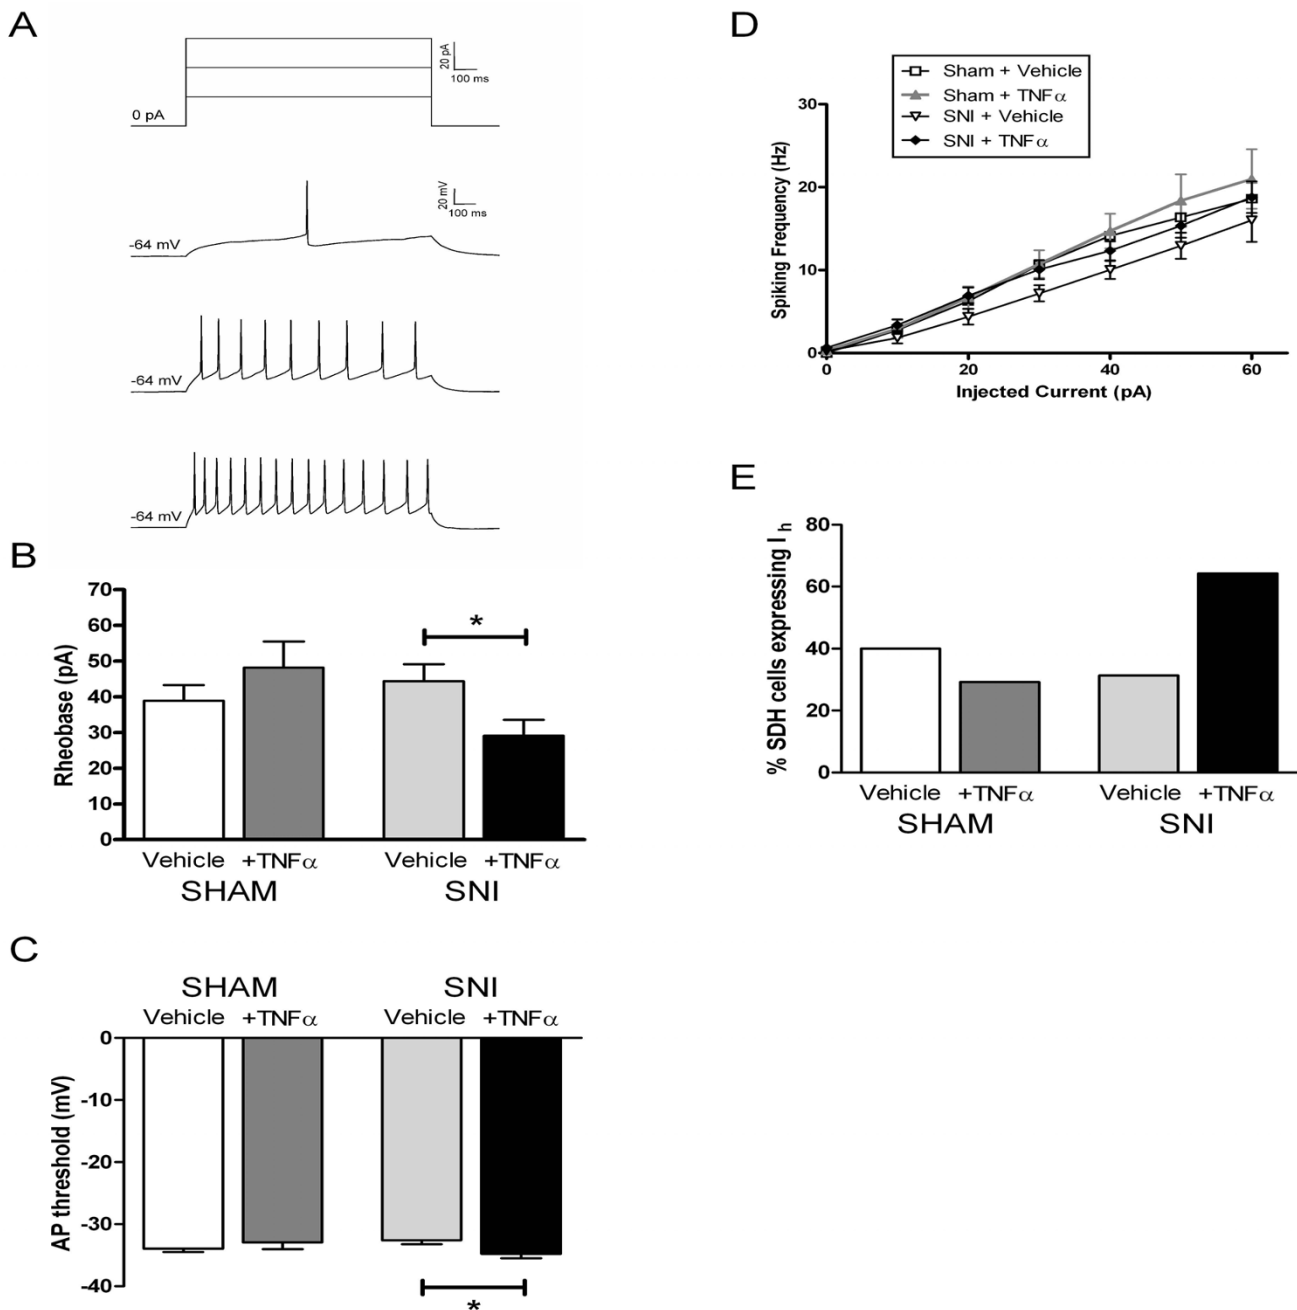 A
20 pA
100 ms
0 pA
20 mV
100 ms
-64 mV
-64 mV
-64 mV
B
Rheobase (pA)
70
60
50
40
30
20
10
0
*
Vehicle +TNFα Vehicle +TNFα
SHAM SNI
C
SHAM SNI
Vehicle +TNFα Vehicle +TNFα
AP threshold (mV)
0
-10
-20
-30
-40
*
D
Sham + Vehicle
Sham + TNFα
SNI + Vehicle
SNI + TNFα
Spiking Frequency (Hz)
30
20
10
0
0 20 40 60
Injected Current (pA)
E
% SDH cells expressing I h
80
60
40
20
0
Vehicle +TNFα Vehicle +TNFα
SHAM SNI